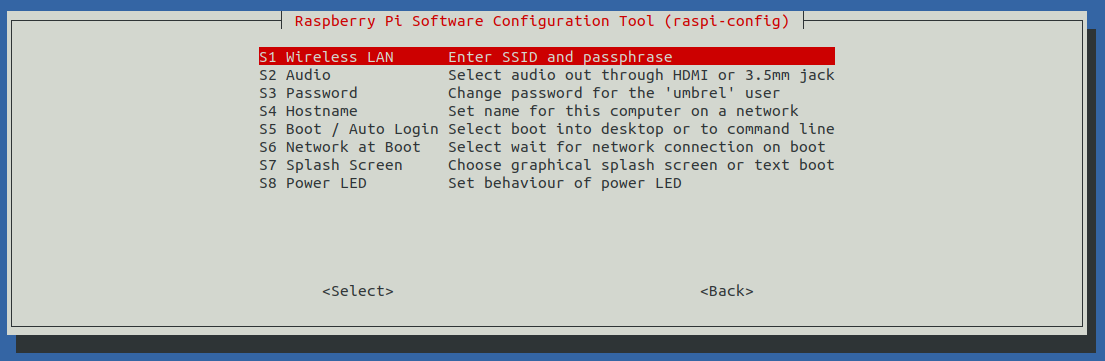 Raspberry Pi Software Configuration Tool (raspi-config)
S1 Wireless LAN Enter SSID and passphrase
S2 Audio Select audio out through HDMI or 3.5mm jack
S3 Password Change password for the 'umbrel' user
S4 Hostname Set name for this computer on a network
S5 Boot / Auto Login Select boot into desktop or to command line
S6 Network at Boot Select wait for network connection on boot
S7 Splash Screen Choose graphical splash screen or text boot
S8 Power LED Set behaviour of power LED
<Select> <Back>